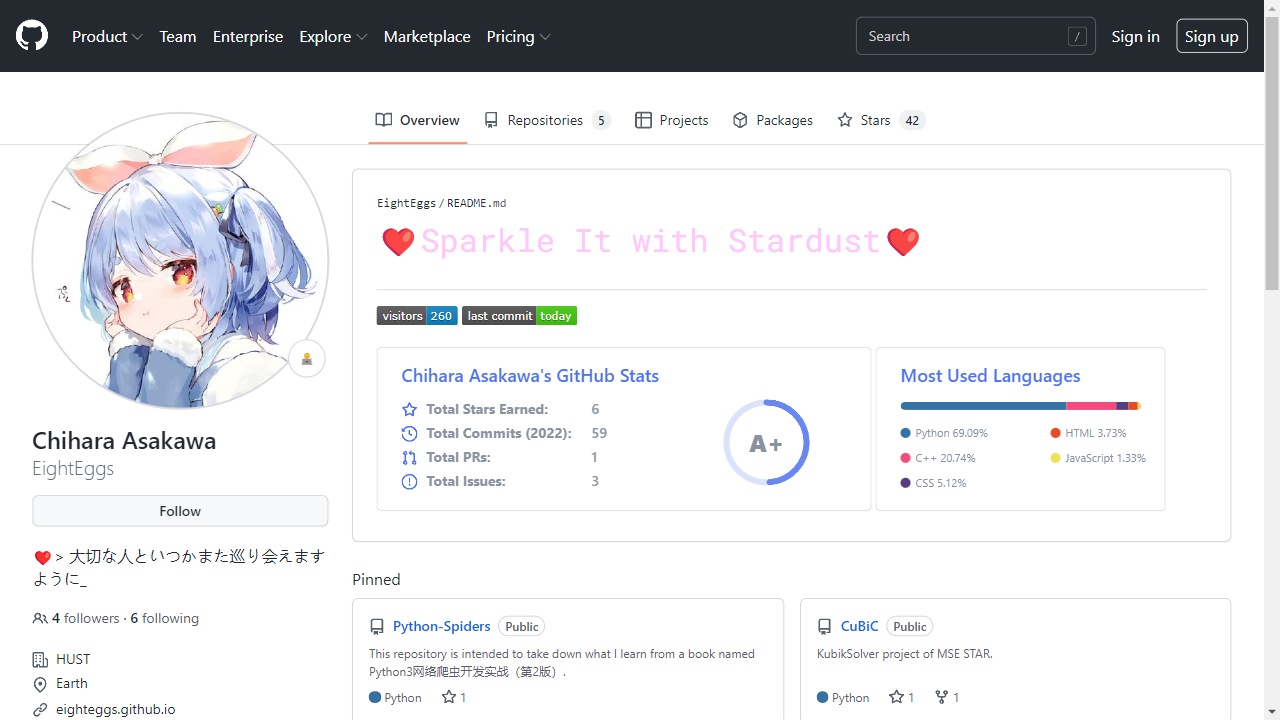 Product Team Enterprise Explore Marketplace Pricing Search / Sign in Sign up
Overview Repositories 5 Projects Packages Stars 42
EightEggs / README.md
❤️Sparkle It with Stardust❤️
visitors 260 last commit today
Chihara Asakawa's GitHub Stats
Total Stars Earned: 6
Total Commits (2022): 59
Total PRs: 1
Total Issues: 3
A+
Most Used Languages
Python 69.09% HTML 3.73%
C++ 20.74% JavaScript 1.33%
CSS 5.12%
Chihara Asakawa
EightEggs
Follow
❤️ > 大切な人といつかまた巡り会えます
ように_
4 followers · 6 following
HUST
Earth
eighteggs.github.io
Pinned
Python-Spiders Public
This repository is intended to take down what I learn from a book named
Python3网络爬虫开发实战（第2版）.
Python 1
CuBiC Public
KubikSolver project of MSE STAR.
Python 1 1